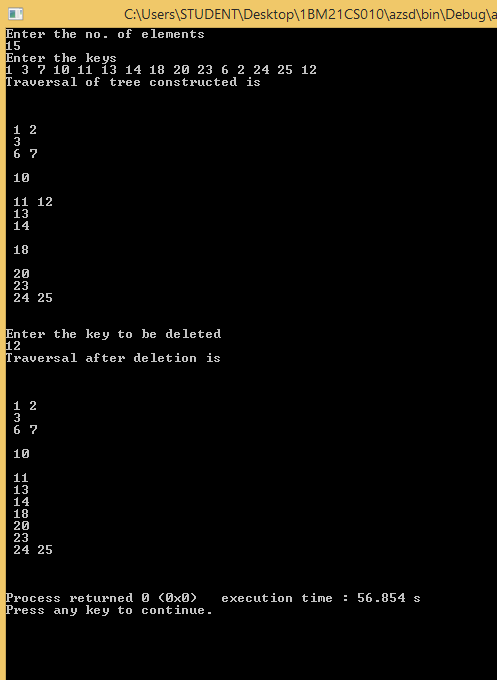 C:\Users\STUDENT\Desktop\1BM21CS010\azsd\bin\Debug\a
Enter the no. of elements
15
Enter the keys
1 3 7 10 11 13 14 18 20 23 6 2 24 25 12
Traversal of tree constructed is
1 2
3
6 7
10
11 12
13
14
18
20
23
24 25
Enter the key to be deleted
12
Traversal after deletion is
1 2
3
6 7
10
11
13
14
18
20
23
24 25
Process returned 0 (0x0)   execution time : 56.854 s
Press any key to continue.